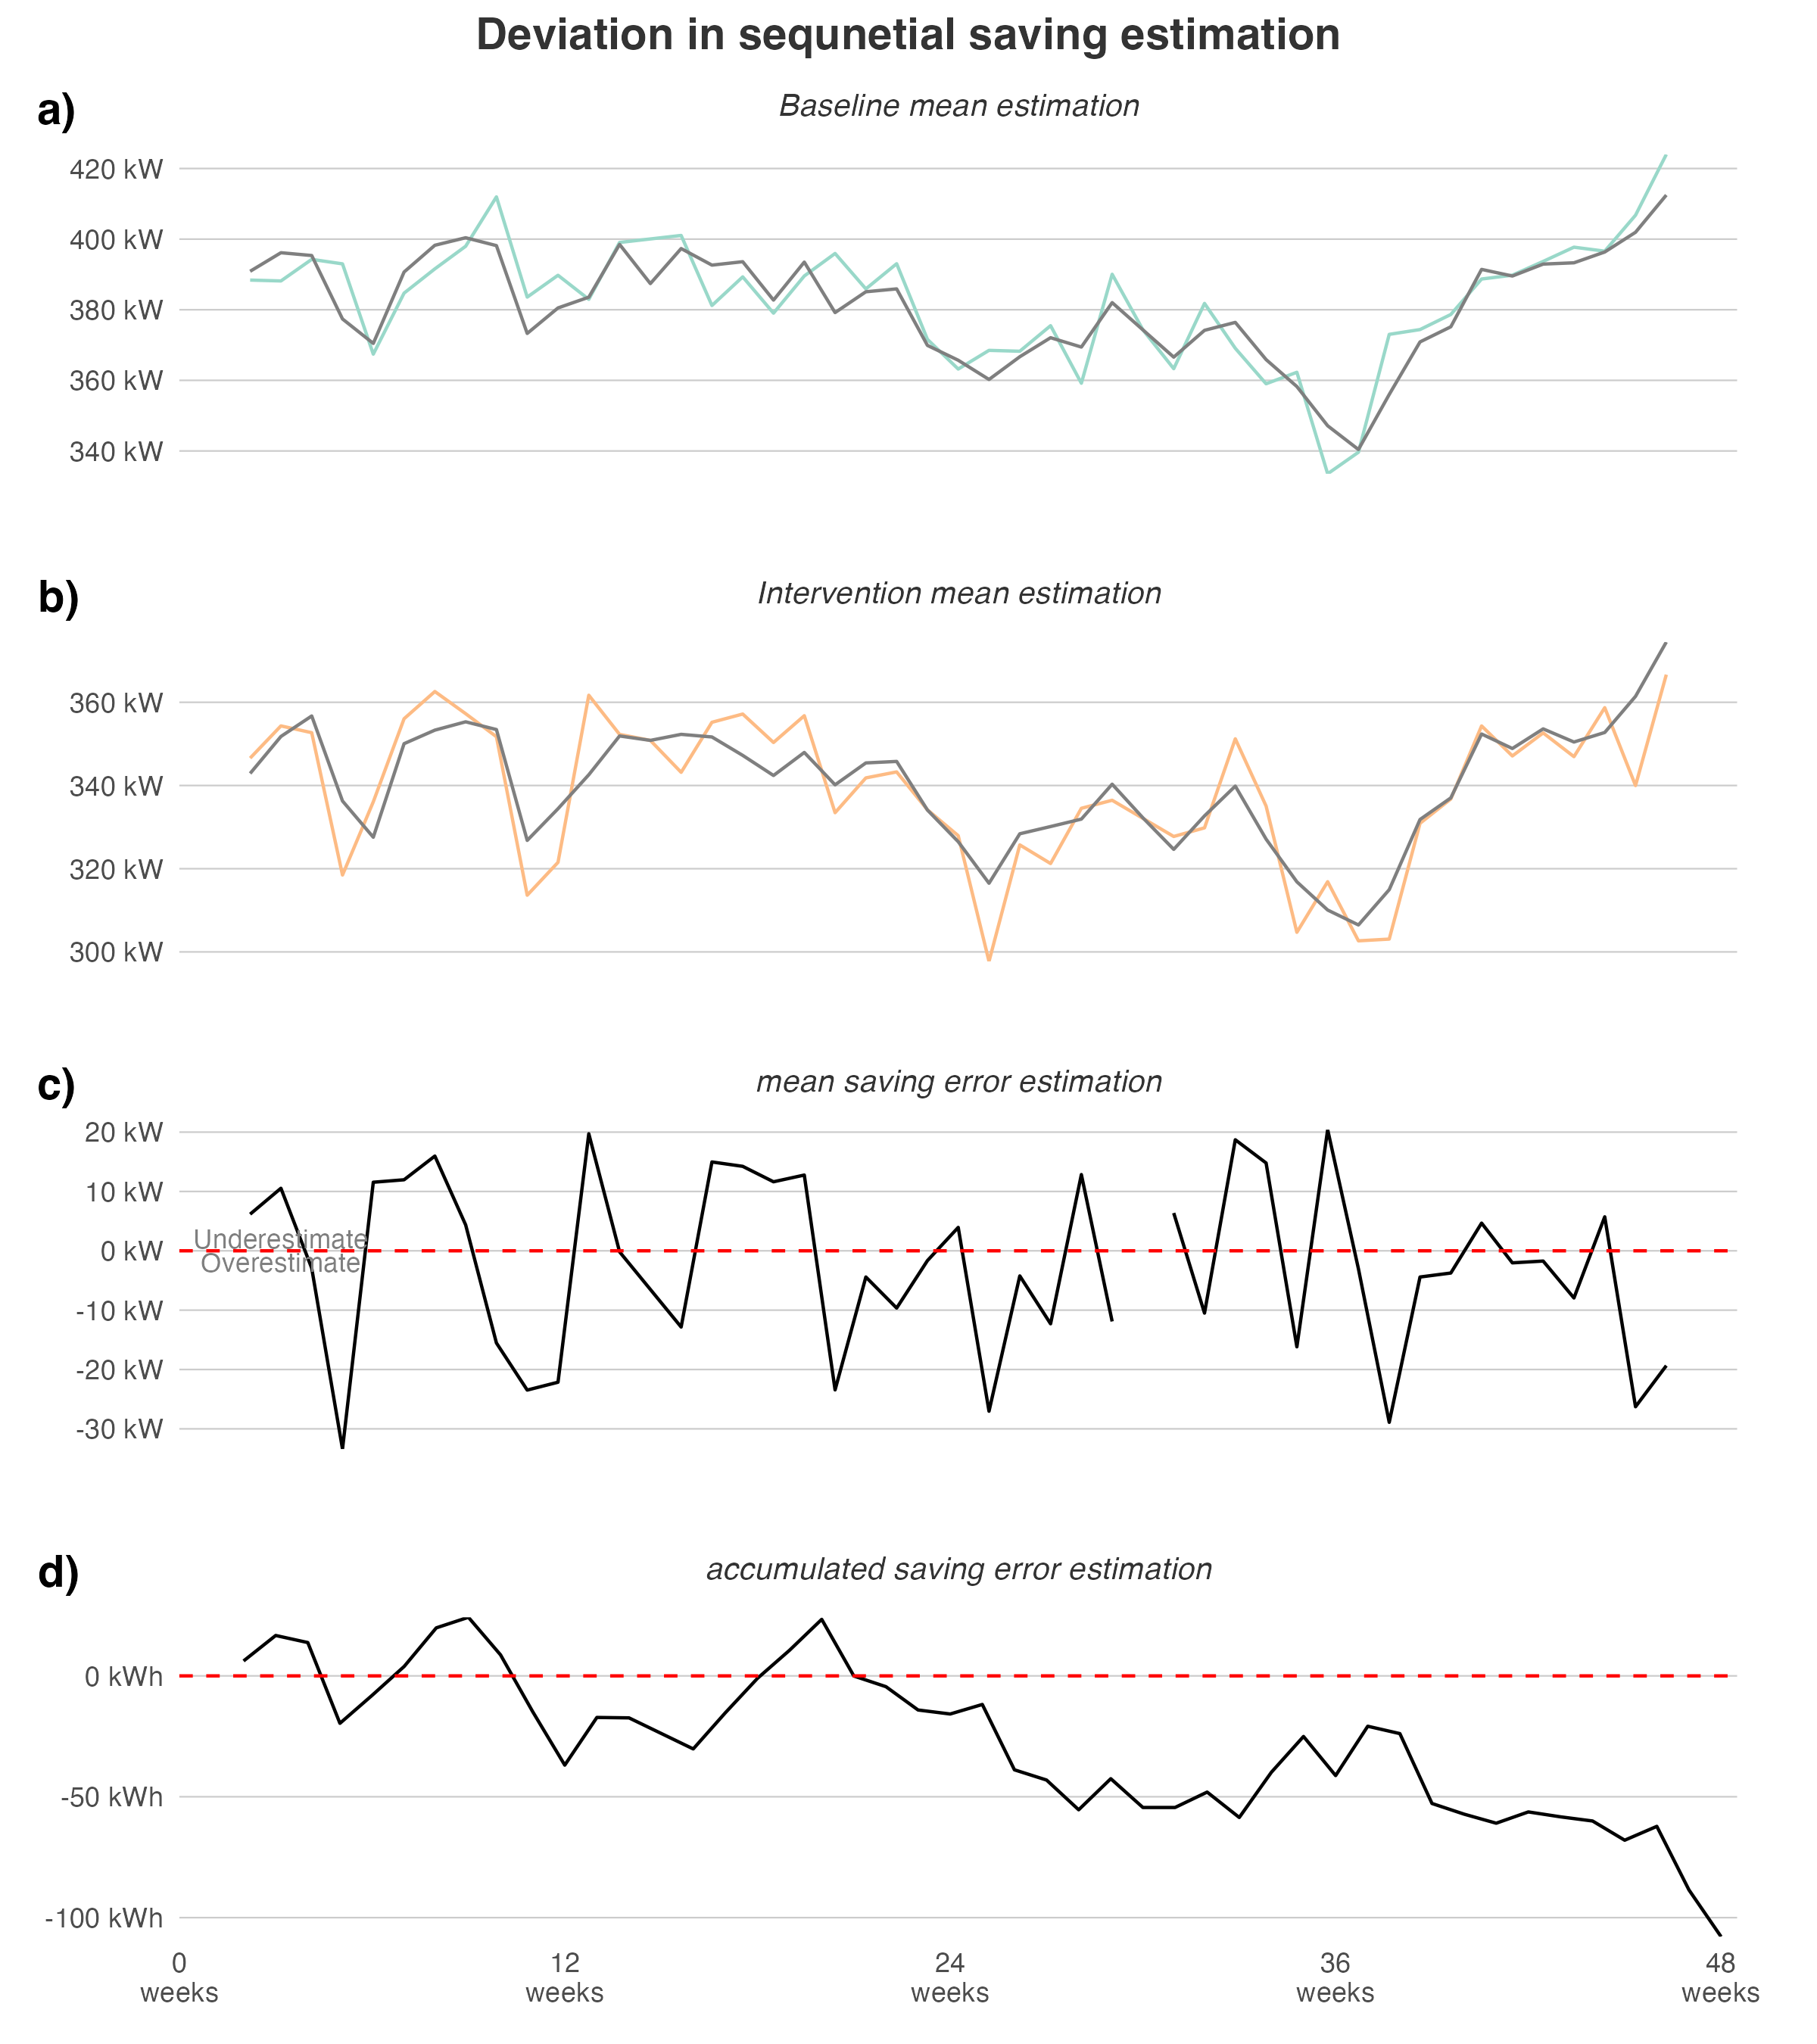 Deviation in sequnetial saving estimation
a)
Baseline mean estimation
420 kW
400 kW
380 kW
360 kW
340 kW
b)
Intervention mean estimation
360 kW
340 kW
320 kW
300 kW
c)
mean saving error estimation
20 kW
10 kW
Underestimate
0 kW
Overestimate
-10 kW
-20 kW
-30 kW
d)
accumulated saving error estimation
0 kWh
-50 kWh
-100 kWh
0 12 24 36 48
weeks weeks weeks weeks weeks